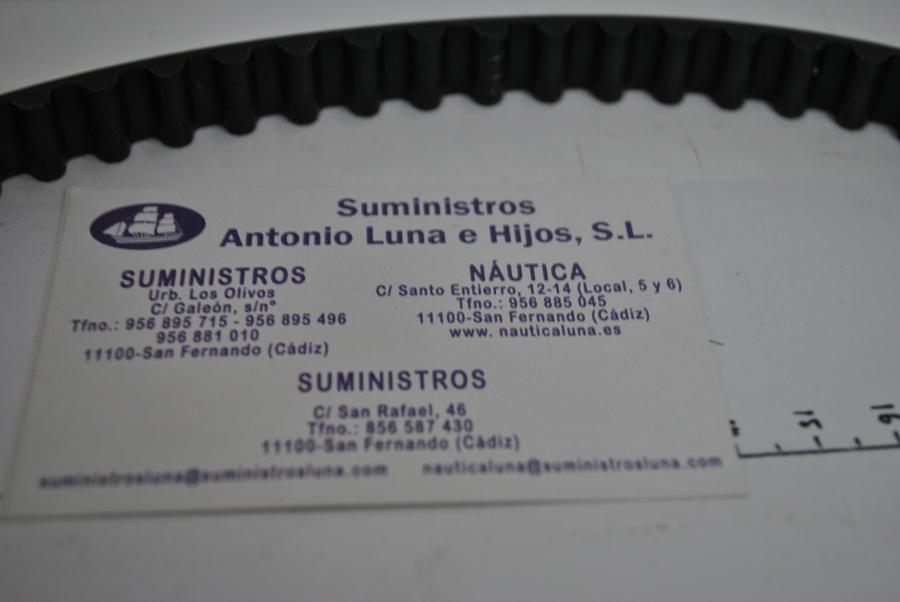 Suministros
Antonio Luna e Hijos, S.L.
SUMINISTROS
Urb. Los Olivos
C/ Galeón, s/nº
Tfno.: 956 895 715 - 956 895 496
956 881 010
11100-San Fernando (Cádiz)
NÁUTICA
C/ Santo Entierro, 12-14 (Local, 5 y 6)
Tfno.: 956 885 045
11100-San Fernando (Cádiz)
www. nauticaluna.es
SUMINISTROS
C/ San Rafael, 46
Tfno.: 856 587 430
11100-San Fernando (Cádiz)
suministrosluna@suministrosluna.com
nauticaluna@suministrosluna.com
15
16